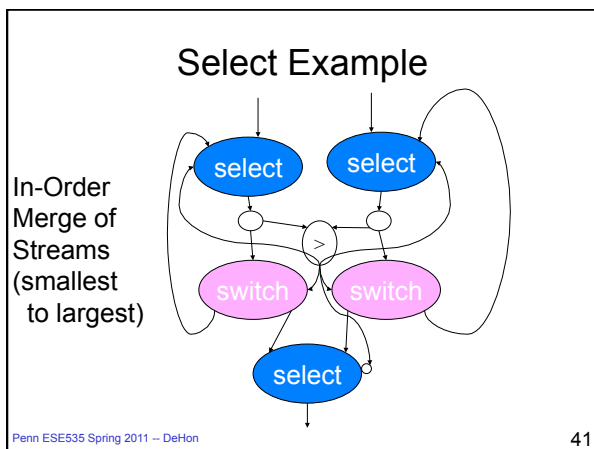 Select Example
select
select
In-Order
Merge of
Streams
(smallest
to largest)
>
switch
switch
select
Penn ESE535 Spring 2011 -- DeHon
41